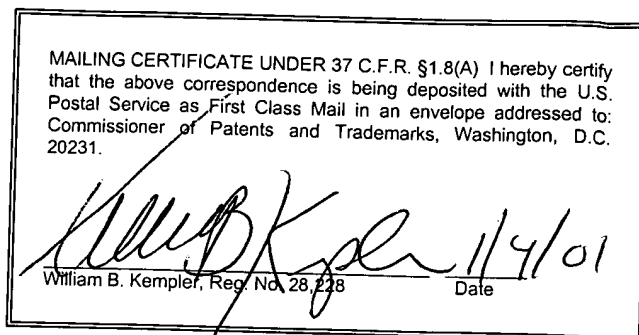 MAILING CERTIFICATE UNDER 37 C.F.R. §1.8(A) I hereby certify
that the above correspondence is being deposited with the U.S.
Postal Service as First Class Mail in an envelope addressed to:
Commissioner of Patents and Trademarks, Washington, D.C.
20231.
William B Kempler 1/4/01
William B. Kempler, Reg. No. 28,228 Date